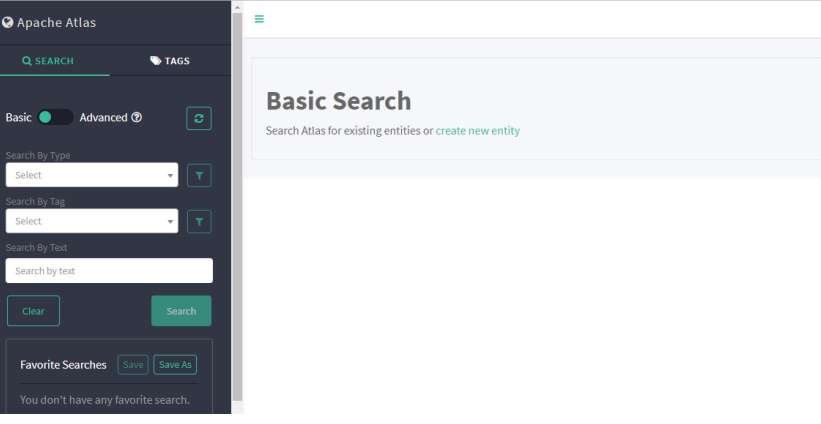 Apache Atlas
SEARCH
TAGS
Basic Advanced
Search By Type
Select
Search By Tag
Select
Search By Text
Search by text
Clear
Search
Favorite Searches Save Save As
You don't have any favorite search.
Basic Search
Search Atlas for existing entities or create new entity